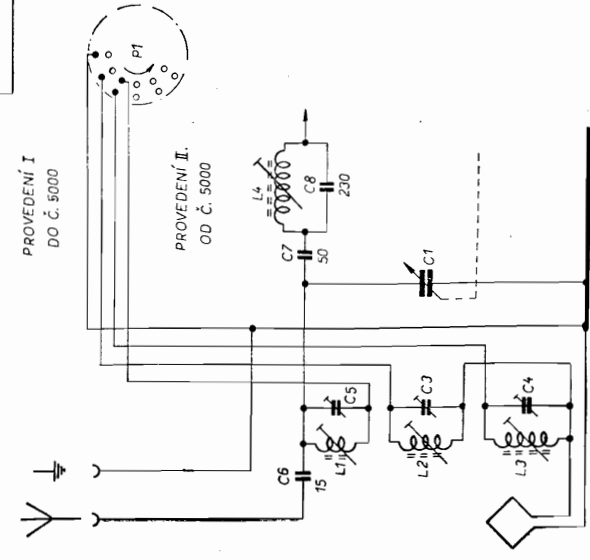 PROVEDENÍ I
DO Č. 5000
P1
PROVEDENÍ II.
OD Č. 5000
L4
C8
230
C7
50
C1
C6
15
L1
C5
L2
C3
L3
C4